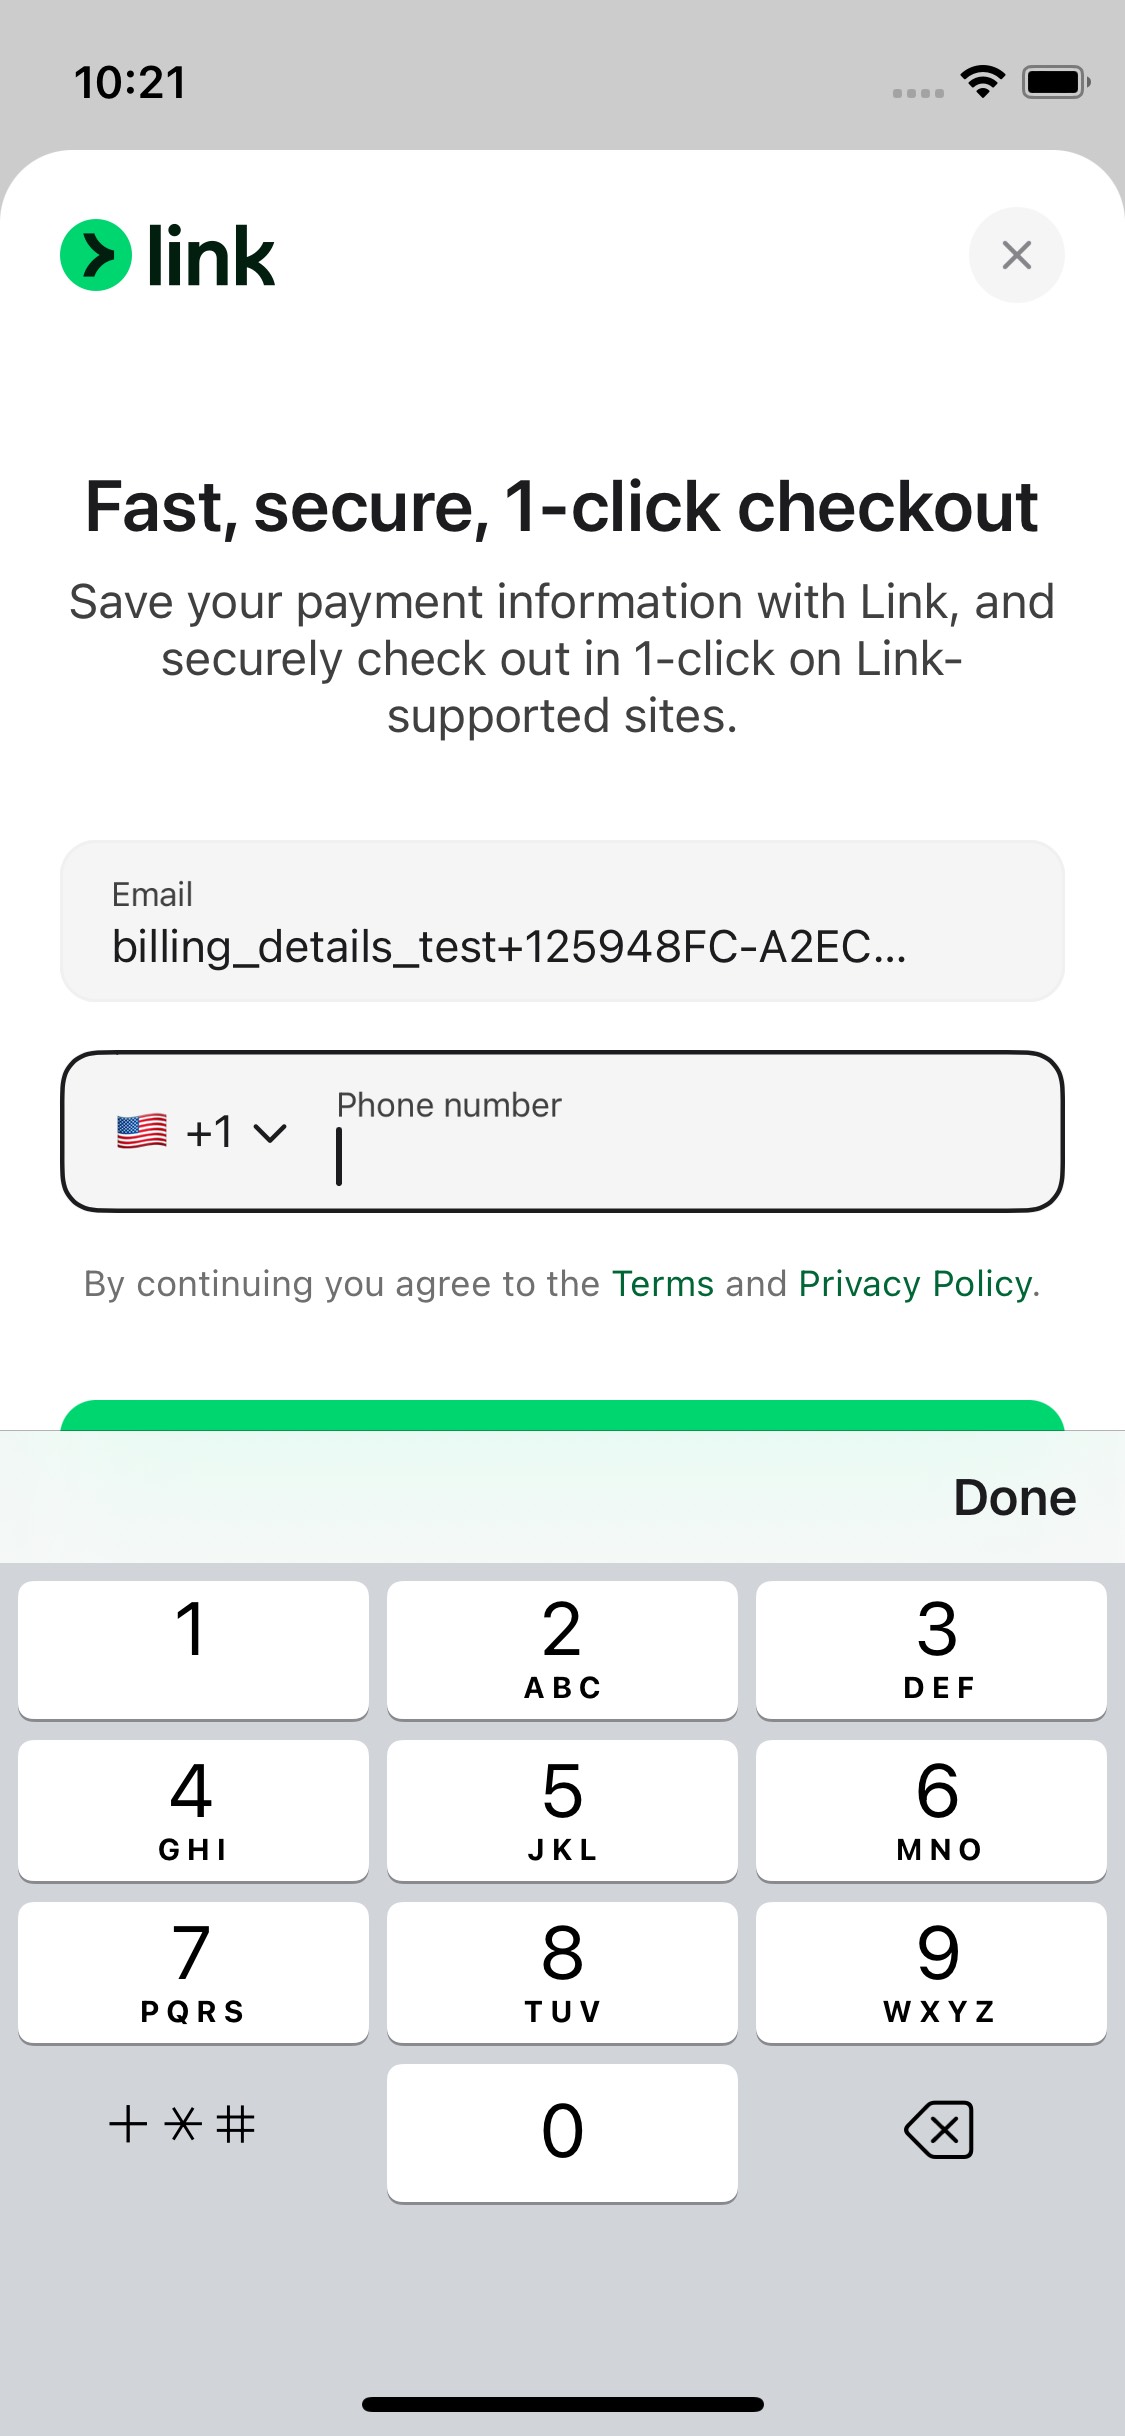 10:21
link
Fast, secure, 1-click checkout
Save your payment information with Link, and
securely check out in 1-click on Link-
supported sites.
Email
billing_details_test+125948FC-A2EC...
+1
Phone number
By continuing you agree to the Terms and Privacy Policy.
Done
1
2
3
ABC
DEF
4
5
6
GHI
JKL
MNO
7
8
9
PQRS
TUV
WXYZ
+*#
0